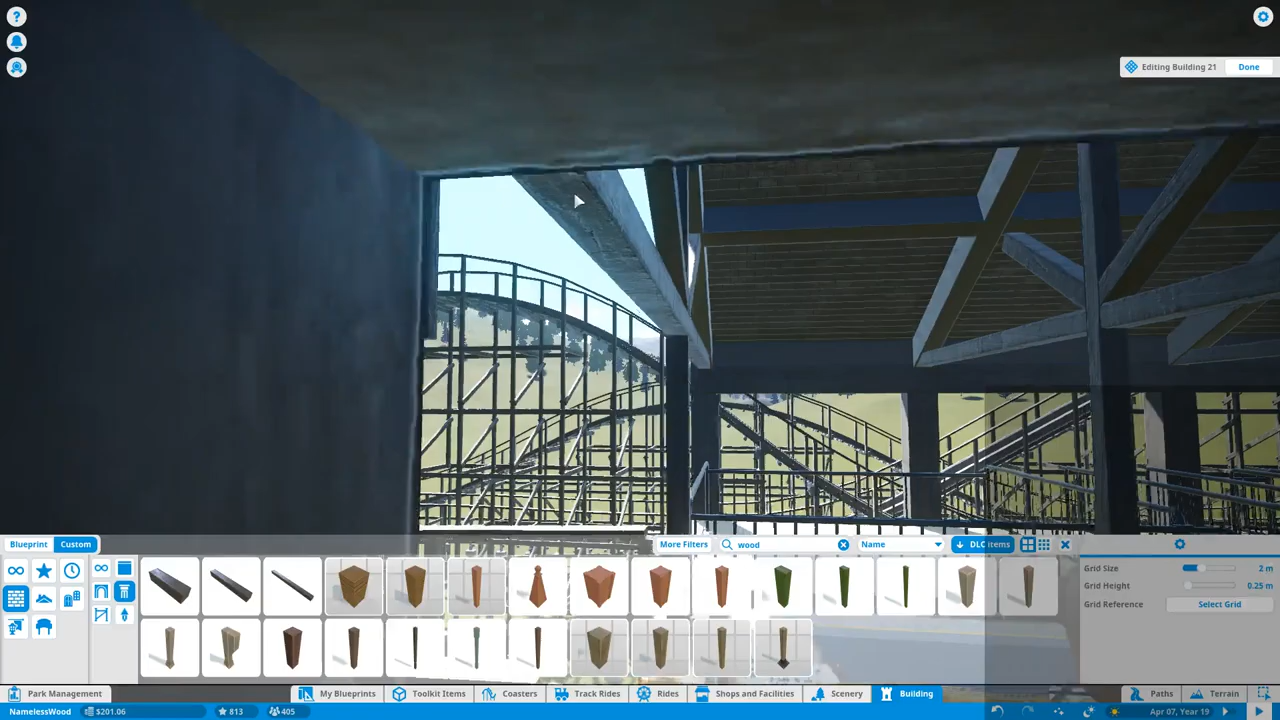 ?
Editing Building 21
Done
Blueprint
Custom
More Filters
wood
Name
DLC Items
Grid Size
2 m
Grid Height
0.25 m
Grid Reference
Select Grid
Park Management
My Blueprints
Toolkit Items
Coasters
Track Rides
Rides
Shops and Facilities
Scenery
Building
Paths
Terrain
NamelessWood
$201.06
813
405
Apr 07, Year 19